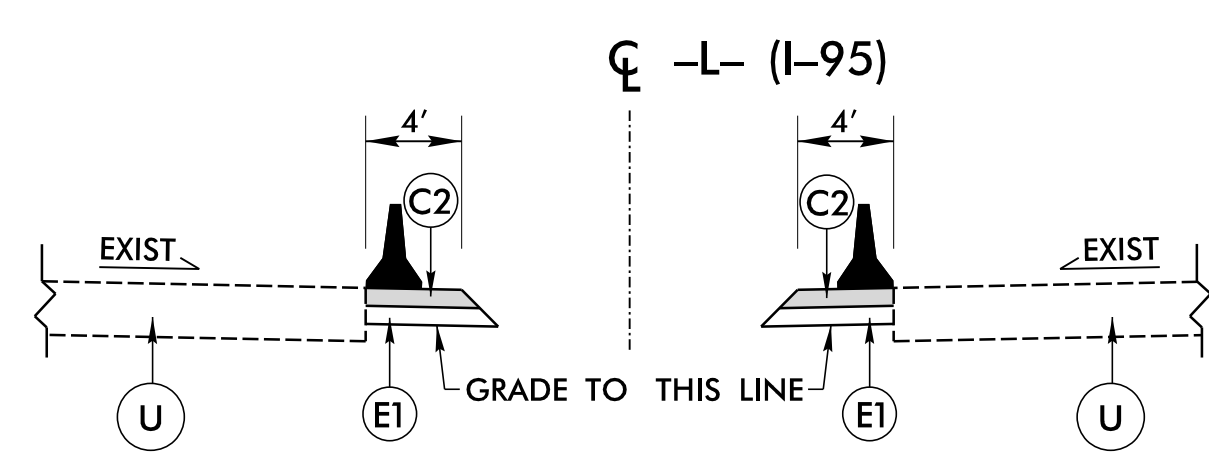 ℄ –L– (I–95)
4' 4'
C2 C2
EXIST EXIST
GRADE TO THIS LINE
U E1 E1 U